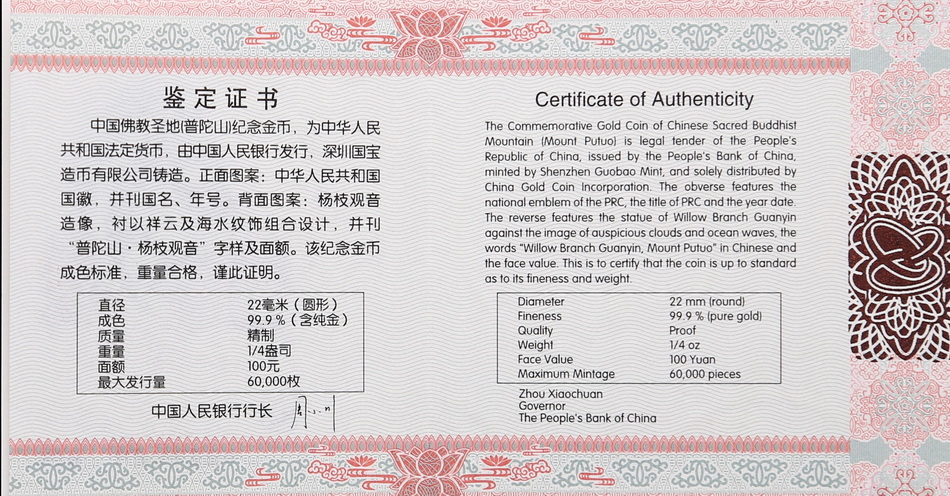 鉴定证书
中国佛教圣地(普陀山)纪念金币，为中华人民
共和国法定货币，由中国人民银行发行，深圳国宝
造币有限公司铸造。正面图案：中华人民共和国
国徽，并刊国名、年号。背面图案：杨枝观音
造像，衬以祥云及海水纹饰组合设计，并刊
“普陀山·杨枝观音”字样及面额。该纪念金币
成色标准，重量合格，谨此证明。
直径 22毫米（圆形）
成色 99.9％（含纯金）
质量 精制
重量 1/4盎司
面额 100元
最大发行量 60,000枚
中国人民银行行长 周小川
Certificate of Authenticity
The Commemorative Gold Coin of Chinese Sacred Buddhist
Mountain (Mount Putuo) is legal tender of the People's
Republic of China, issued by the People's Bank of China,
minted by Shenzhen Guobao Mint, and solely distributed by
China Gold Coin Incorporation. The obverse features the
national emblem of the PRC, the title of PRC and the year date.
The reverse features the statue of Willow Branch Guanyin
against the image of auspicious clouds and ocean waves, the
words "Willow Branch Guanyin, Mount Putuo" in Chinese and
the face value. This is to certify that the coin is up to standard
as to its fineness and weight.
Diameter 22 mm (round)
Fineness 99.9 % (pure gold)
Quality Proof
Weight 1/4 oz
Face Value 100 Yuan
Maximum Mintage 60,000 pieces
Zhou Xiaochuan
Governor
The People's Bank of China